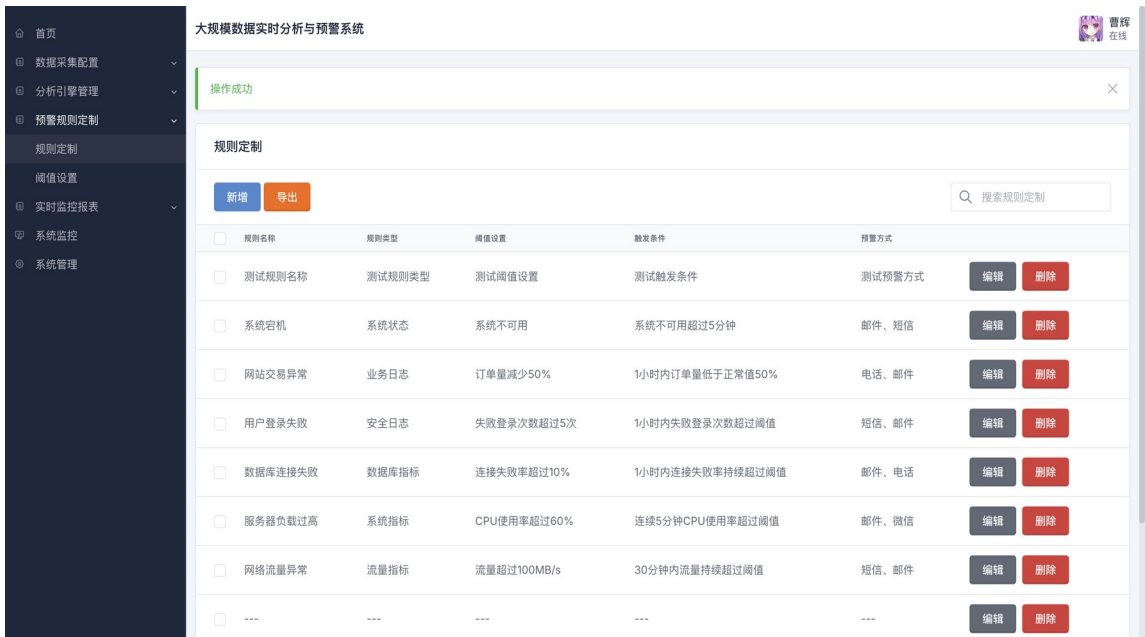 首页
数据采集配置
分析引擎管理
预警规则定制
规则定制
阈值设置
实时监控报表
系统监控
系统管理
大规模数据实时分析与预警系统
曹辉
在线
操作成功
规则定制
新增 导出 搜索规则定制
规则名称 规则类型 阈值设置 触发条件 预警方式
测试规则名称 测试规则类型 测试阈值设置 测试触发条件 测试预警方式 编辑 删除
系统宕机 系统状态 系统不可用 系统不可用超过5分钟 邮件、短信 编辑 删除
网站交易异常 业务日志 订单量减少50% 1小时内订单量低于正常值50% 电话、邮件 编辑 删除
用户登录失败 安全日志 失败登录次数超过5次 1小时内失败登录次数超过阈值 短信、邮件 编辑 删除
数据库连接失败 数据库指标 连接失败率超过10% 1小时内连接失败率持续超过阈值 邮件、电话 编辑 删除
服务器负载过高 系统指标 CPU使用率超过60% 连续5分钟CPU使用率超过阈值 邮件、微信 编辑 删除
网络流量异常 流量指标 流量超过100MB/s 30分钟内流量持续超过阈值 短信、邮件 编辑 删除
--- --- --- --- --- 编辑 删除